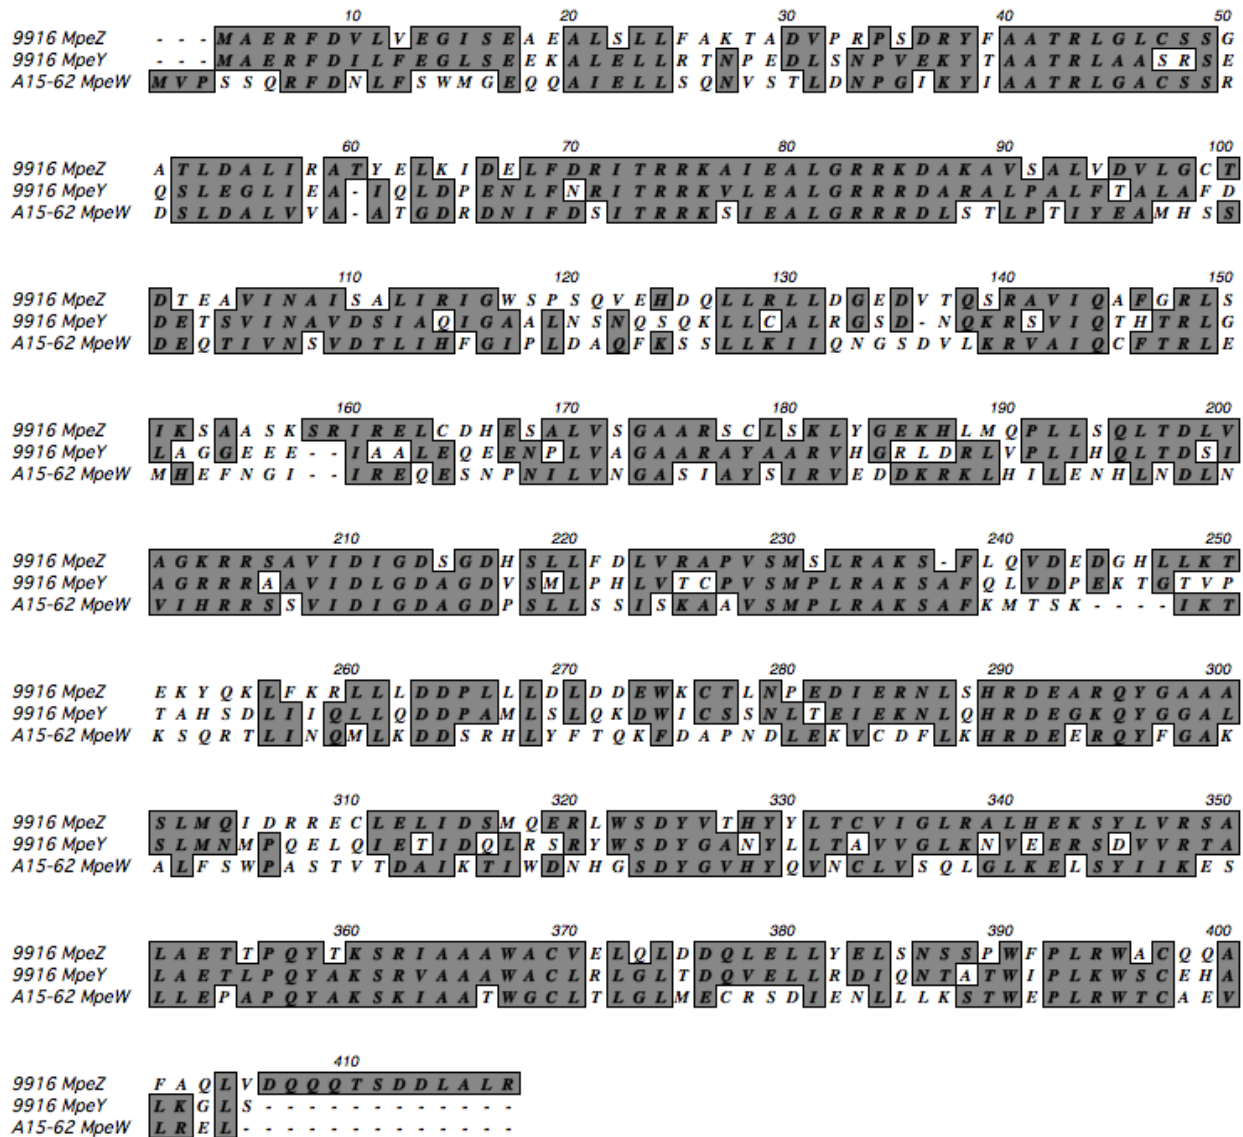 10 20 30 40 50
9916 MpeZ - - - M A E R F D V L V E G I S E A E A L S L L F A K T A D V P R P S D R Y F A A T R L G L C S S G
9916 MpeY - - - M A E R F D I L F E G L S E E K A L E L L R T N P E D L S N P V E K Y T A A T R L A A S R S E
A15-62 MpeW M V P S S Q R F D N L F S W M G E Q Q A I E L L S Q N V S T L D N P G I K Y I A A T R L G A C S S R
60 70 80 90 100
9916 MpeZ A T L D A L I R A T Y E L K I D E L F D R I T R R K A I E A L G R R K D A K A V S A L V D V L G C T
9916 MpeY Q S L E G L I E A - I Q L D P E N L F N R I T R R K V L E A L G R R R D A R A L P A L F T A L A F D
A15-62 MpeW D S L D A L V V A - A T G D R D N I F D S I T R R K S I E A L G R R R D L S T L P T I Y E A M H S S
110 120 130 140 150
9916 MpeZ D T E A V I N A I S A L I R I G W S P S Q V E H D Q L L R L L D G E D V T Q S R A V I Q A F G R L S
9916 MpeY D E T S V I N A V D S I A Q I G A A L N S N Q S Q K L L C A L R G S D - N Q K R S V I Q T H T R L G
A15-62 MpeW D E Q T I V N S V D T L I H F G I P L D A Q F K S S L L K I I Q N G S D V L K R V A I Q C F T R L E
160 170 180 190 200
9916 MpeZ I K S A A S K S R I R E L C D H E S A L V S G A A R S C L S K L Y G E K H L M Q P L L S Q L T D L V
9916 MpeY L A G G E E E - - I A A L E Q E E N P L V A G A A R A Y A A R V H G R L D R L V P L I H Q L T D S I
A15-62 MpeW M H E F N G I - - I R E Q E S N P N I L V N G A S I A Y S I R V E D D K R K L H I L E N H L N D L N
210 220 230 240 250
9916 MpeZ A G K R R S A V I D I G D S G D H S L L F D L V R A P V S M S L R A K S - F L Q V D E D G H L L K T
9916 MpeY A G R R R A A V I D L G D A G D V S M L P H L V T C P V S M P L R A K S A F Q L V D P E K T G T V P
A15-62 MpeW V I H R R S S V I D I G D A G D P S L L S S I S K A A V S M P L R A K S A F K M T S K - - - - I K T
260 270 280 290 300
9916 MpeZ E K Y Q K L F K R L L L D D P L L L D L D D E W K C T L N P E D I E R N L S H R D E A R Q Y G A A A
9916 MpeY T A H S D L I I Q L L Q D D P A M L S L Q K D W I C S S N L T E I E K N L Q H R D E G K Q Y G G A L
A15-62 MpeW K S Q R T L I N Q M L K D D S R H L Y F T Q K F D A P N D L E K V C D F L K H R D E E R Q Y F G A K
310 320 330 340 350
9916 MpeZ S L M Q I D R R E C L E L I D S M Q E R L W S D Y V T H Y Y L T C V I G L R A L H E K S Y L V R S A
9916 MpeY S L M N M P Q E L Q I E T I D Q L R S R Y W S D Y G A N Y L L T A V V G L K N V E E R S D V V R T A
A15-62 MpeW A L F S W P A S T V T D A I K T I W D N H G S D Y G V H Y Q V N C L V S Q L G L K E L S Y I I K E S
360 370 380 390 400
9916 MpeZ L A E T T P Q Y T K S R I A A A W A C V E L Q L D D Q L E L L Y E L S N S S P W F P L R W A C Q Q A
9916 MpeY L A E T L P Q Y A K S R V A A A W A C L R L G L T D Q V E L L R D I Q N T A T W I P L K W S C E H A
A15-62 MpeW L L E P A P Q Y A K S K I A A T W G C L T L G L M E C R S D I E N L L L K S T W E P L R W T C A E V
410
9916 MpeZ F A Q L V D Q Q Q T S D D L A L R
9916 MpeY L K G L S - - - - - - - - - - - -
A15-62 MpeW L R E L - - - - - - - - - - - - -